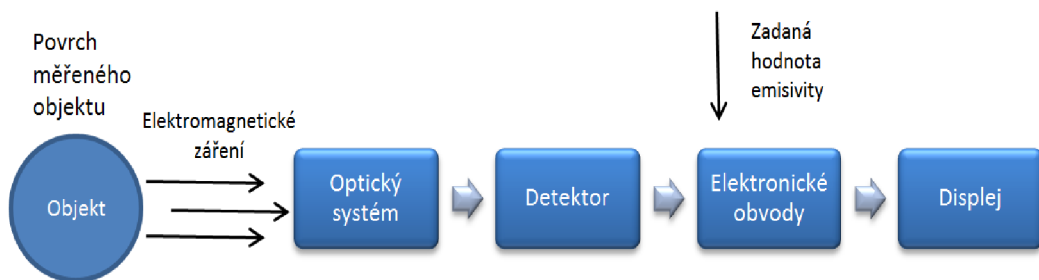 Povrch
měřeného
objektu
Elektromagnetické
záření
Zadaná
hodnota
emisivity
Objekt
Optický
systém
Detektor
Elektronické
obvody
Displej